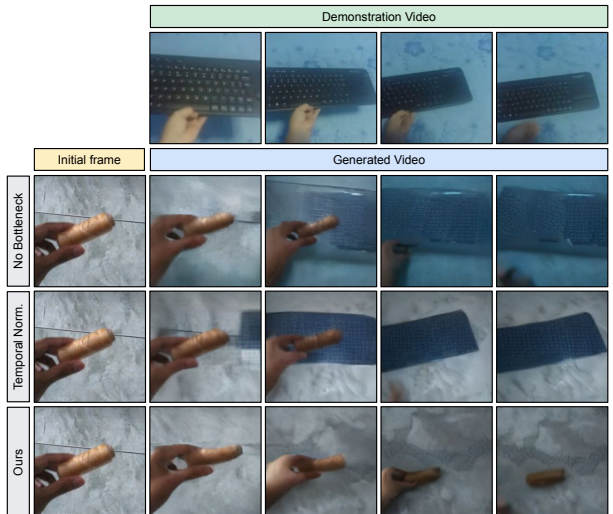 Demonstration Video
Initial frame
Generated Video
No Bottleneck
Temporal Norm.
Ours